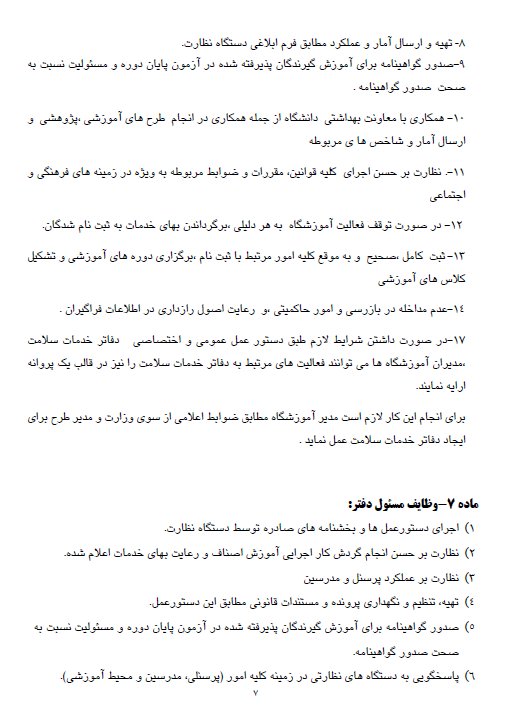 ۸- تهیه و ارسال آمار و عملکرد مطابق فرم ابلاغی دستگاه نظارت.
۹-صدور گواهینامه برای آموزش گیرندگان پذیرفته شده در آزمون پایان دوره و مسئولیت نسبت به
صحت صدور گواهینامه .
۱۰- همکاری با معاونت بهداشتی دانشگاه از جمله همکاری در انجام طرح های آموزشی ،پژوهشی و
ارسال آمار و شاخص ها ی مربوطه
۱۱-. نظارت بر حسن اجرای کلیه قوانین، مقررات و ضوابط مربوطه به ویژه در زمینه های فرهنگی و
اجتماعی
۱۲- در صورت توقف فعالیت آموزشگاه به هر دلیلی ،برگرداندن بهای خدمات به ثبت نام شدگان.
۱۳-ثبت کامل ،صحیح و به موقع کلیه امور مرتبط با ثبت نام ،برگزاری دوره های آموزشی و تشکیل
کلاس های آموزشی
۱۴-عدم مداخله در بازرسی و امور حاکمیتی ،و رعایت اصول رازداری در اطلاعات فراگیران .
۱۷-در صورت داشتن شرایط لازم طبق دستور عمل عمومی و اختصاصی دفاتر خدمات سلامت
،مدیران آموزشگاه ها می توانند فعالیت های مرتبط به دفاتر خدمات سلامت را نیز در قالب یک پروانه
ارایه نمایند.
برای انجام این کار لازم است مدیر آموزشگاه مطابق ضوابط اعلامی از سوی وزارت و مدیر طرح برای
ایجاد دفاتر خدمات سلامت عمل نماید .
ماده ۷-وظایف مسئول دفتر:
۱) اجرای دستورعمل ها و بخشنامه های صادره توسط دستگاه نظارت.
۲) نظارت بر حسن انجام گردش کار اجرایی آموزش اصناف و رعایت بهای خدمات اعلام شده.
۳) نظارت بر عملکرد پرسنل و مدرسین
۴) تهیه، تنظیم و نگهداری پرونده و مستندات قانونی مطابق این دستورعمل.
۵) صدور گواهینامه برای آموزش گیرندگان پذیرفته شده در آزمون پایان دوره و مسئولیت نسبت به
صحت صدور گواهینامه.
۶) پاسخگویی به دستگاه های نظارتی در زمینه کلیه امور (پرسنلی، مدرسین و محیط آموزشی).
۷